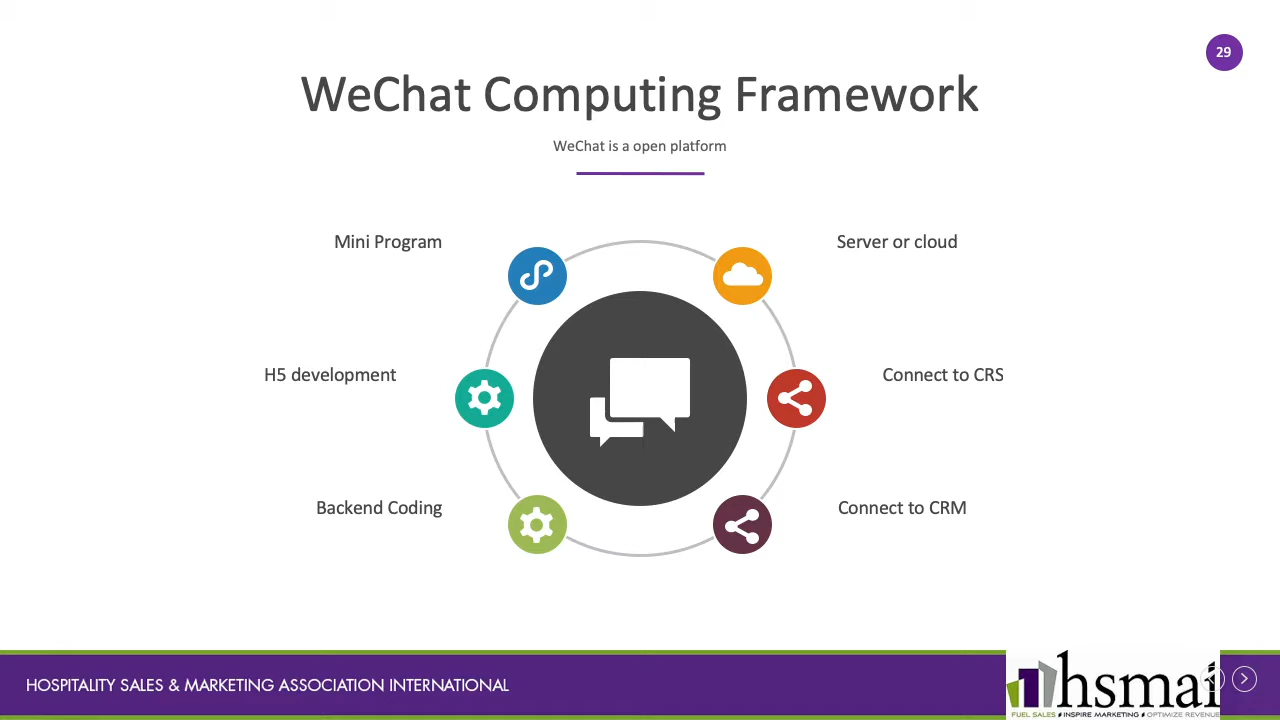 29
WeChat Computing Framework
WeChat is a open platform
Mini Program
Server or cloud
H5 development
Connect to CRS
Backend Coding
Connect to CRM
HOSPITALITY SALES & MARKETING ASSOCIATION INTERNATIONAL
hsmai
FUEL SALES INSPIRE MARKETING OPTIMIZE REVENUE